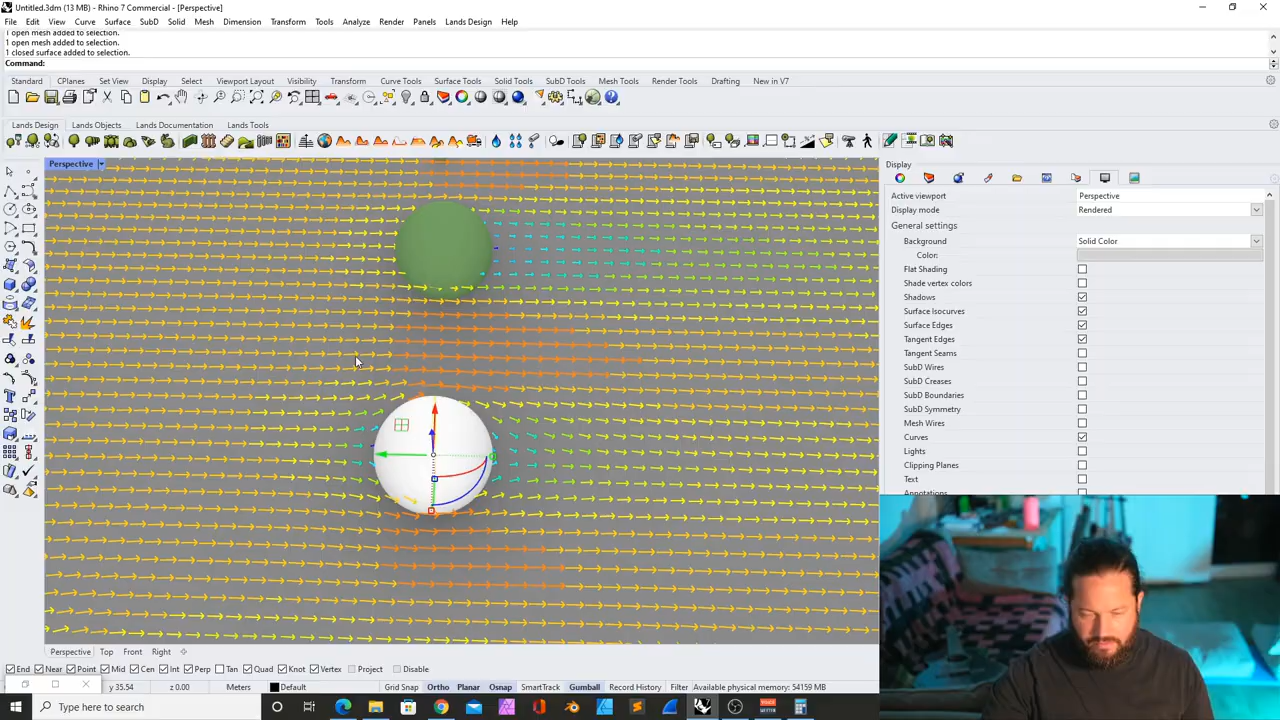 Untitled.3dm (13 MB) - Rhino 7 Commercial - [Perspective]
File Edit View Curve Surface SubD Solid Mesh Dimension Transform Tools Analyze Render Panels Lands Design Help
1 open mesh added to selection.
1 open mesh added to selection.
1 closed surface added to selection.
Command:
Standard CPlanes Set View Display Select Viewport Layout Visibility Transform Curve Tools Surface Tools Solid Tools SubD Tools Mesh Tools Render Tools Drafting New in V7
Lands Design Lands Objects Lands Documentation Lands Tools
Perspective
Display
Active viewport Perspective
Display mode Rendered
General settings
Background Solid Color
Color:
Flat Shading
Shade vertex colors
Shadows
Surface Isocurves
Surface Edges
Tangent Edges
Tangent Seams
SubD Wires
SubD Creases
SubD Boundaries
SubD Symmetry
Mesh Wires
Curves
Lights
Clipping Planes
Text
Annotations
Perspective Top Front Right
End Near Point Mid Cen Int Perp Tan Quad Knot Vertex Project Disable
y 35.54 z 0.00 Meters Default Grid Snap Ortho Planar Osnap SmartTrack Gumball Record History Filter Available physical memory: 54159 MB
Type here to search